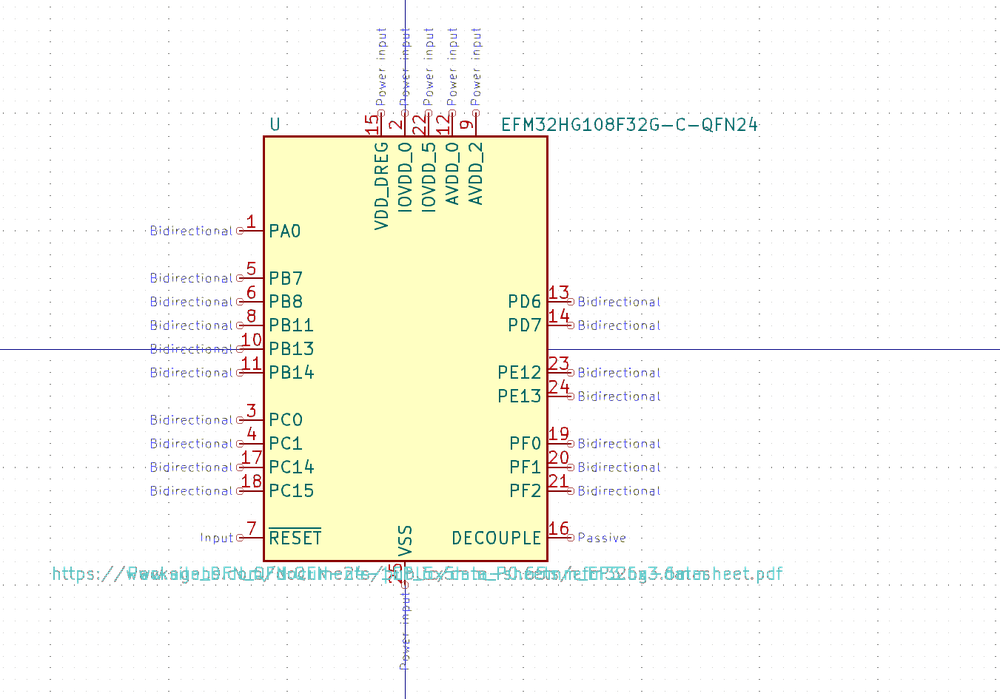 Power input Power input Power input Power input Power input
15 2 22 12 9
U EFM32HG108F32G-C-QFN24
VDD_DREG IOVDD_0 IOVDD_5 AVDD_0 AVDD_2
Bidirectional 1 PA0
Bidirectional 5 PB7
Bidirectional 6 PB8 PD6 13 Bidirectional
Bidirectional 8 PB11 PD7 14 Bidirectional
Bidirectional 10 PB13
Bidirectional 11 PB14 PE12 23 Bidirectional
PE13 24 Bidirectional
Bidirectional 3 PC0
Bidirectional 4 PC1 PF0 19 Bidirectional
Bidirectional 17 PC14 PF1 20 Bidirectional
Bidirectional 18 PC15 PF2 21 Bidirectional
Input 7 RESET VSS DECOUPLE 16 Passive
25
Power input